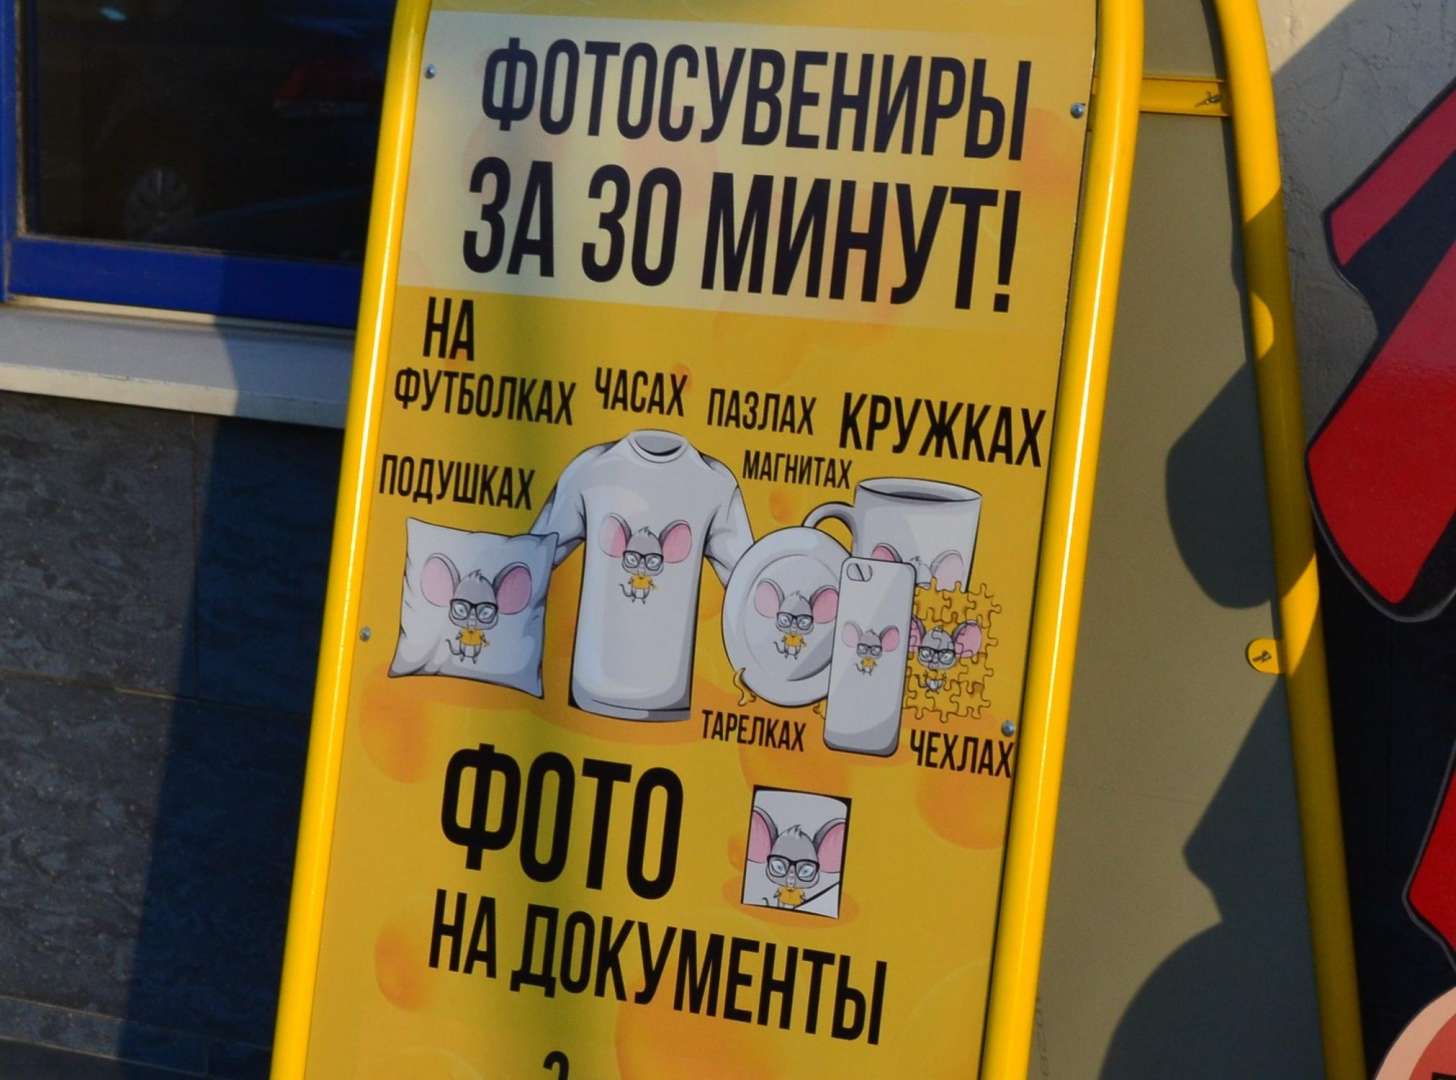 ФОТОСУВЕНИРЫ
ЗА 30 МИНУТ!
НА
ФУТБОЛКАХ ЧАСАХ ПАЗЛАХ КРУЖКАХ
ПОДУШКАХ МАГНИТАХ
ТАРЕЛКАХ ЧЕХЛАХ
ФОТО
НА ДОКУМЕНТЫ